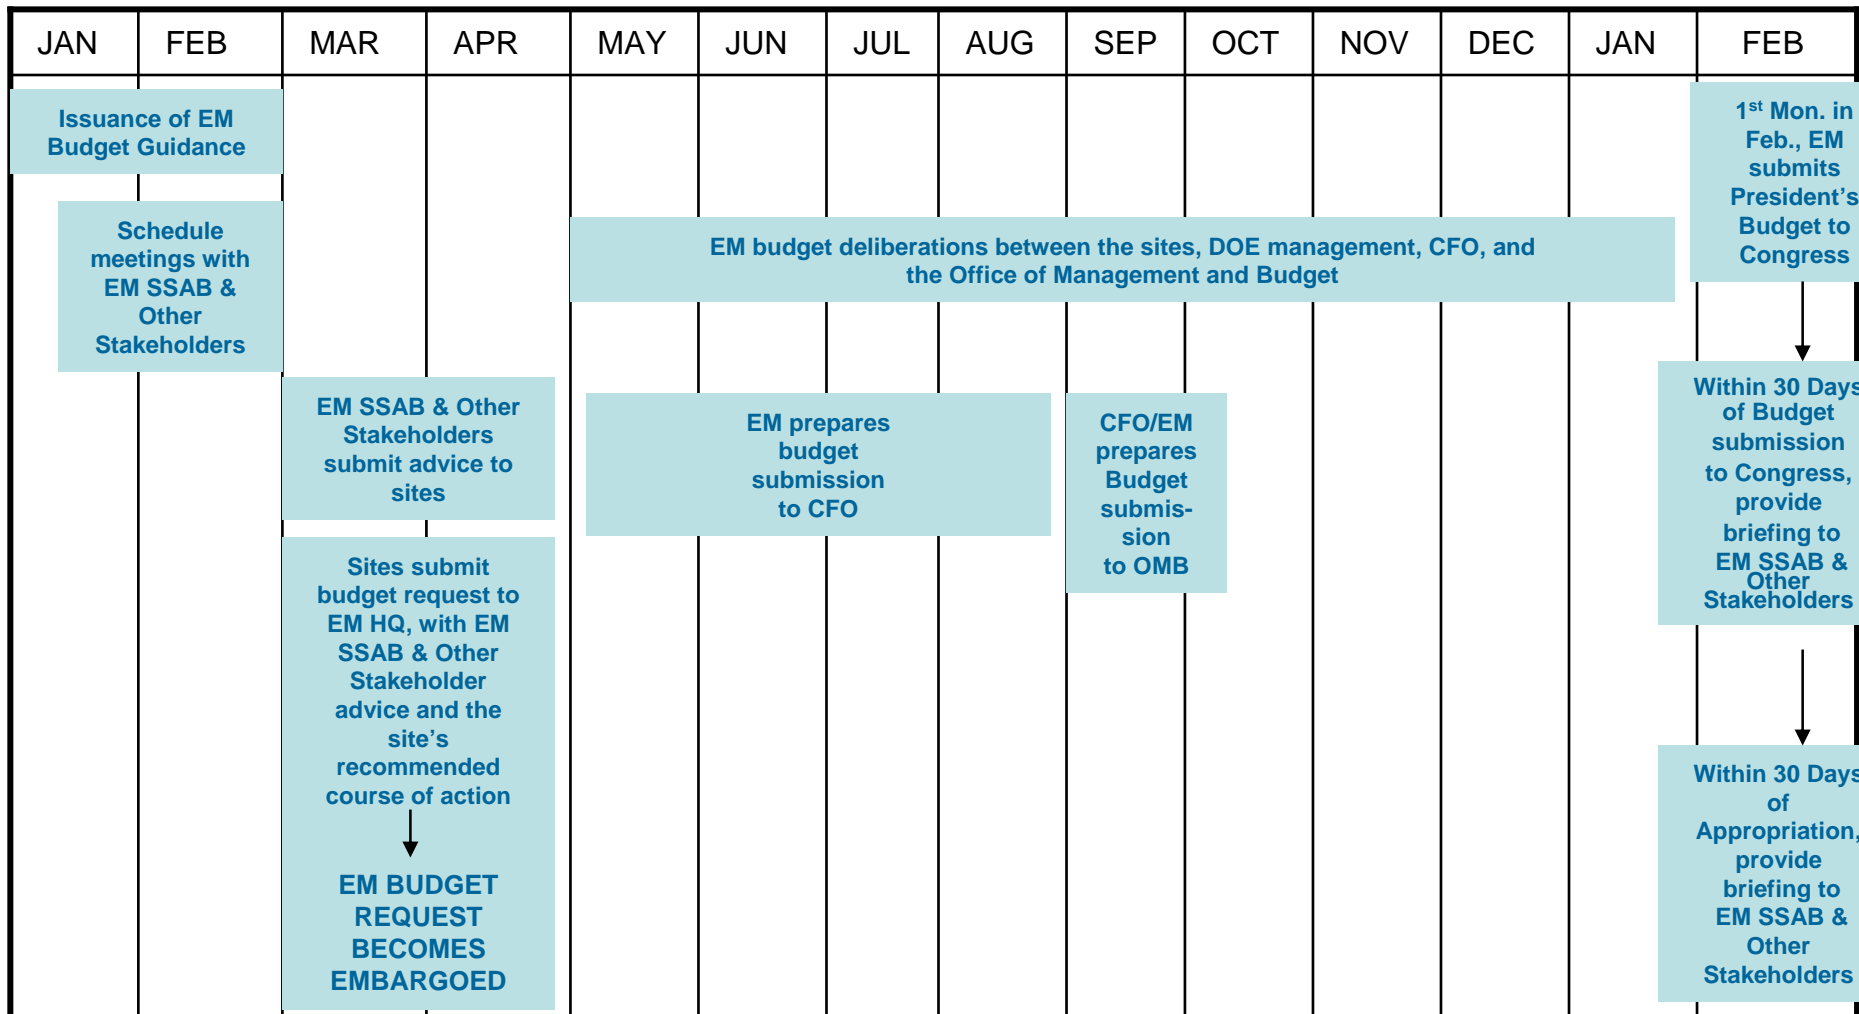 JAN FEB MAR APR MAY JUN JUL AUG SEP OCT NOV DEC JAN FEB
Issuance of EM
Budget Guidance
Schedule
meetings with
EM SSAB &
Other
Stakeholders
EM SSAB & Other
Stakeholders
submit advice to
sites
Sites submit
budget request to
EM HQ, with EM
SSAB & Other
Stakeholder
advice and the
site’s
recommended
course of action
EM BUDGET
REQUEST
BECOMES
EMBARGOED
EM budget deliberations between the sites, DOE management, CFO, and
the Office of Management and Budget
EM prepares
budget
submission
to CFO
CFO/EM
prepares
Budget
submis-
sion
to OMB
1st Mon. in
Feb., EM
submits
President’s
Budget to
Congress
Within 30 Days
of Budget
submission
to Congress,
provide
briefing to
EM SSAB &
Other
Stakeholders
Within 30 Days
of
Appropriation,
provide
briefing to
EM SSAB &
Other
Stakeholders